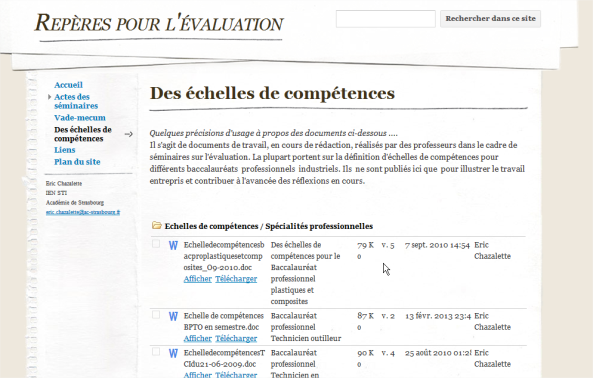 REPÈRES POUR L'ÉVALUATION
Rechercher dans ce site
Accueil
Actes des
séminaires
Vade-mecum
Des échelles de
compétences
Liens
Plan du site
Eric Chazalette
IEN STI
Académie de Strasbourg
eric.chazalette@ac-strasbourg.fr
Des échelles de compétences
Quelques précisions d'usage à propos des documents ci-dessous ....
Il s'agit de documents de travail, en cours de rédaction, réalisés par des professeurs dans le cadre de
séminaires sur l'évaluation. La plupart portent sur la définition d'échelles de compétences pour
différents baccalauréats professionnels industriels. Ils ne sont publiés ici que pour illustrer le travail
entrepris et contribuer à l'avancée des réflexions en cours.
Echelles de compétences / Spécialités professionnelles
Echelledecompétencesb
acproplastiquesetcomp
osites_O9-2010.doc
Afficher Télécharger
Des échelles de
compétences pour le
Baccalauréat
professionnel
plastiques et
composites
79 K
o
v. 5
7 sept. 2010 14:54
Eric
Chazalette
Echelle de compétences
BPTO en semestre.doc
Afficher Télécharger
Baccalauréat
professionnel
Technicien outilleur
87 K
o
v. 2
13 févr. 2013 23:4
Eric
Chazalette
EchelledecompétencesT
CIdu21-06-2009.doc
Afficher Télécharger
Baccalauréat
professionnel
Technicien en
90 K
o
v. 4
25 août 2010 01:2
Eric
Chazalette